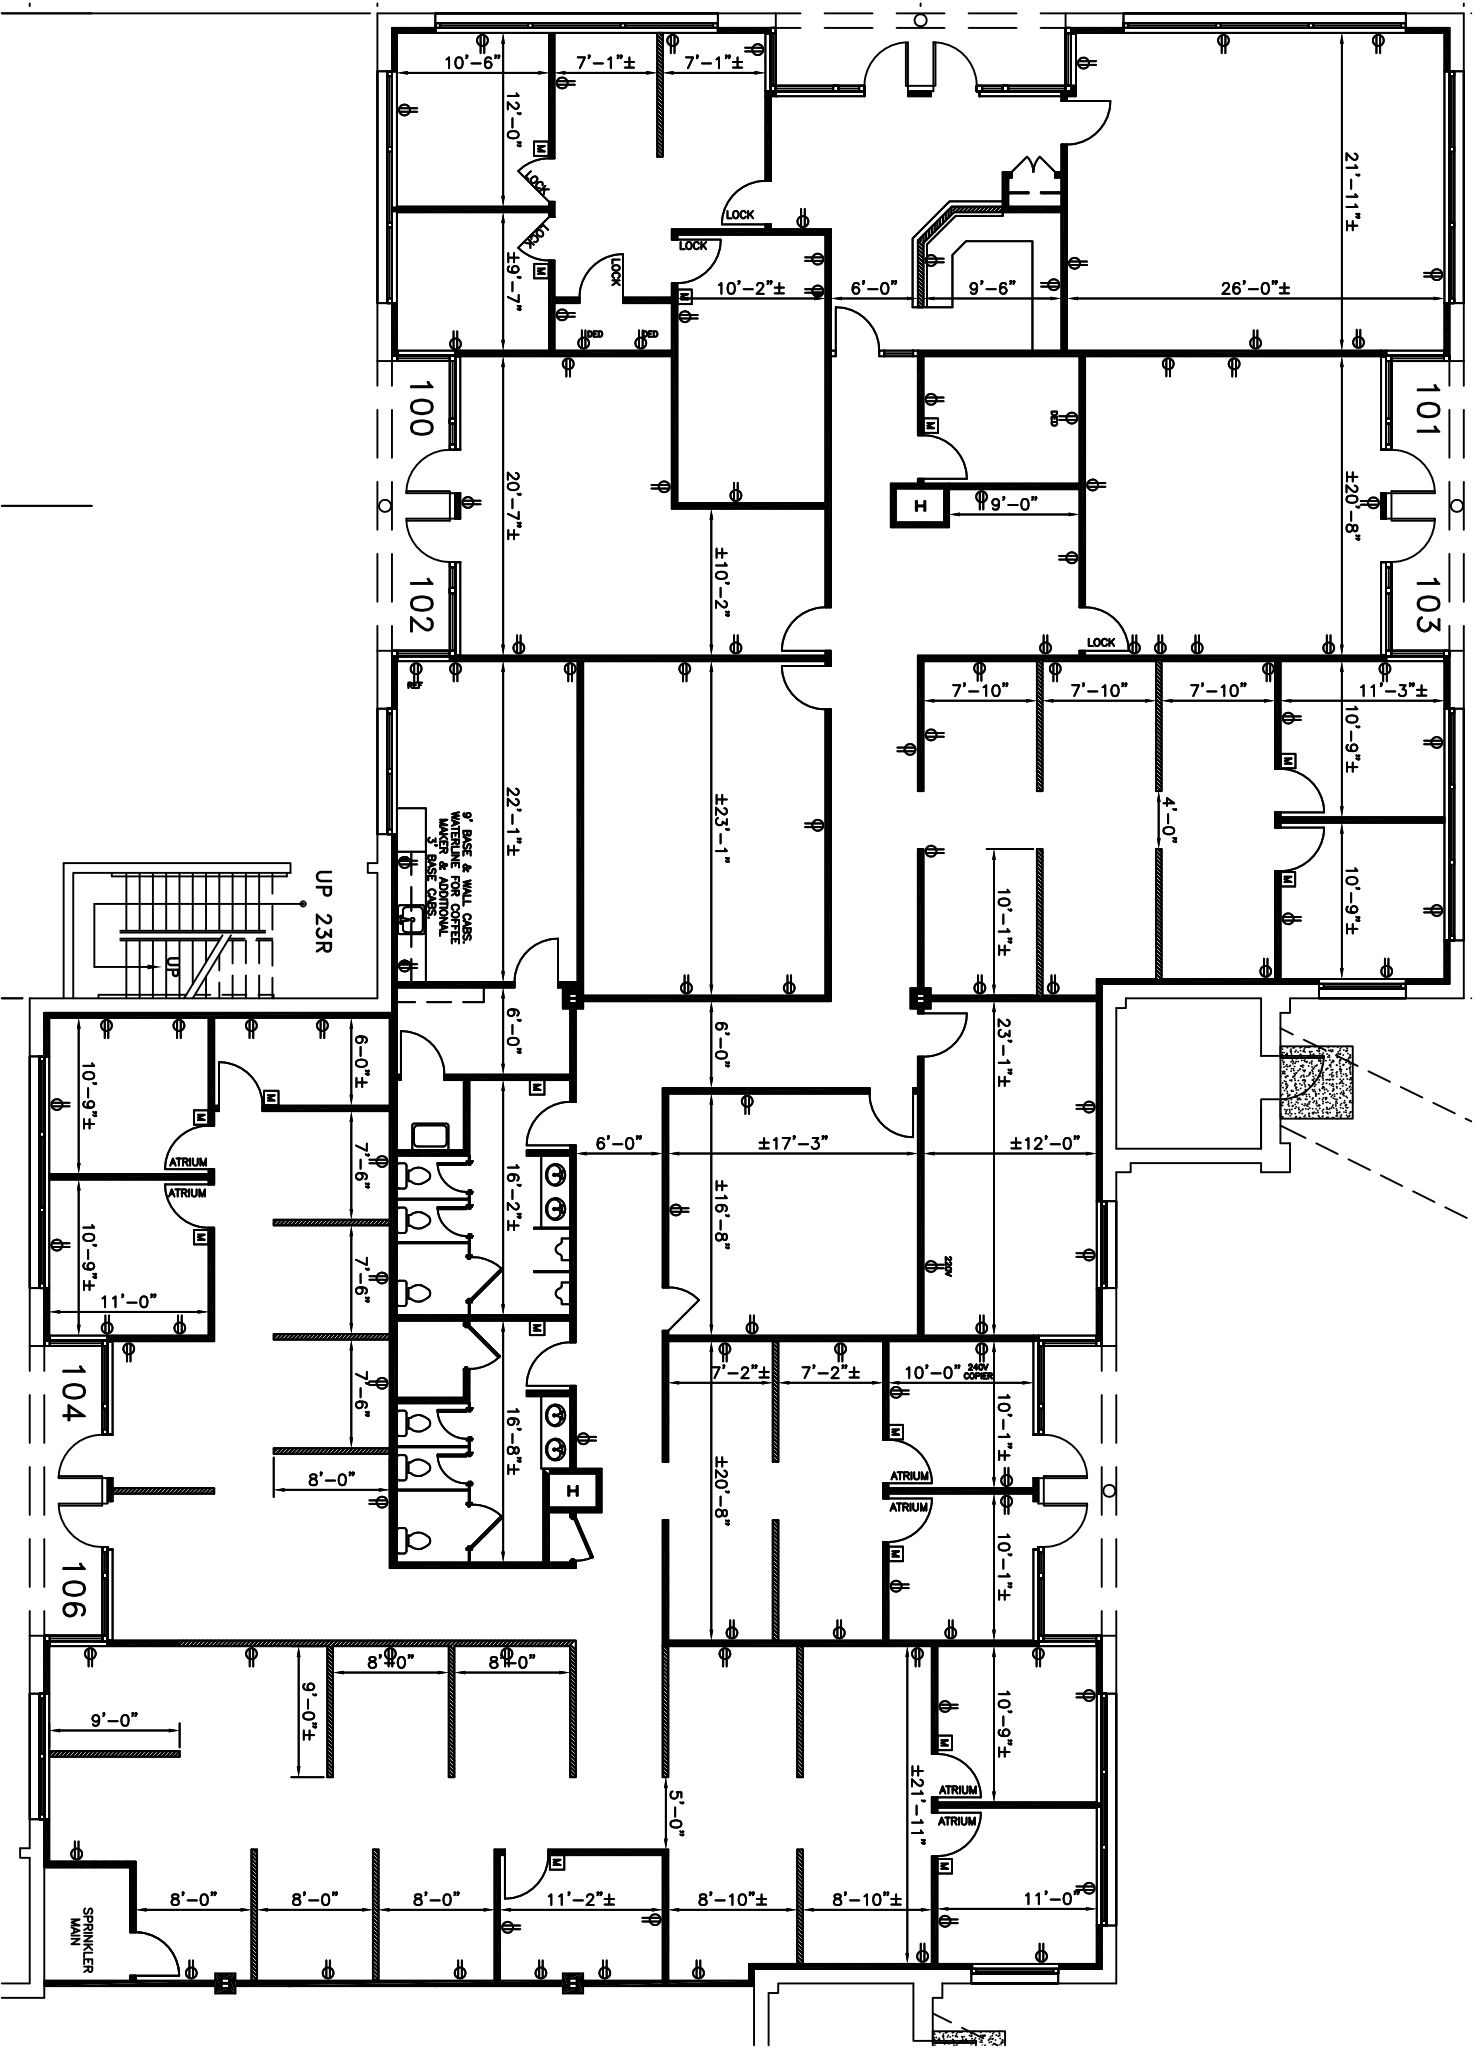 10'-6"
7'-1"±
7'-1"±
12'-0"
21'-11"±
M
LOCK
LOCK
LOCK
LOCK
LOCK
±9'-7"
M
M
10'-2"±
6'-0"
9'-6"
26'-0"±
DED
DED
100
101
DED
M
20'-7"±
±20'-8"
H
9'-0"
±10'-2"
102
103
LOCK
REF
7'-10"
7'-10"
7'-10"
11'-3"±
10'-9"±
M
22'-1"±
±23'-1"
4'-0"
9' BASE & WALL CABS.
WATERLINE FOR COFFEE
MAKER & ADDITIONAL
3' BASE CABS.
M
10'-9"±
10'-1"±
UP 23R
UP
6'-0"
6'-0"
23'-1"±
10'-9"±
6-0"±
M
M
M
ATRIUM
ATRIUM
M
7'-6"
6'-0"
±17'-3"
±12'-0"
16'-2"±
±16'-8"
10'-9"±
7'-6"
220V
11'-0"
M
7'-2"±
7'-2"±
10'-0"
240V
COPIER
104
7'-6"
16'-8"±
10'-1"±
M
8'-0"
H
±20'-8"
ATRIUM
ATRIUM
M
10'-1"±
106
8'-0"
8'-0"
9'-0"±
9'-0"
10'-9"±
M
ATRIUM
ATRIUM
5'-0"
±21'-11"
M
M
8'-0"
8'-0"
8'-0"
11'-2"±
8'-10"±
8'-10"±
11'-0"
SPRINKLER
MAIN
H
H
H
H